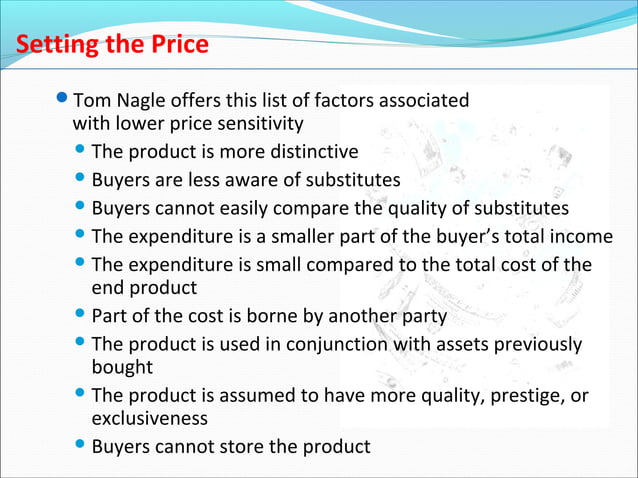 Setting the Price
Tom Nagle offers this list of factors associated
with lower price sensitivity
The product is more distinctive
Buyers are less aware of substitutes
Buyers cannot easily compare the quality of substitutes
The expenditure is a smaller part of the buyer’s total income
The expenditure is small compared to the total cost of the
end product
Part of the cost is borne by another party
The product is used in conjunction with assets previously
bought
The product is assumed to have more quality, prestige, or
exclusiveness
Buyers cannot store the product